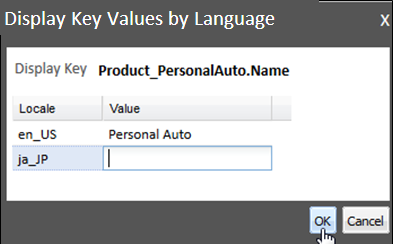 Display Key Values by Language X
Display Key Product_PersonalAuto.Name
Locale Value
en_US Personal Auto
ja_JP
OK Cancel